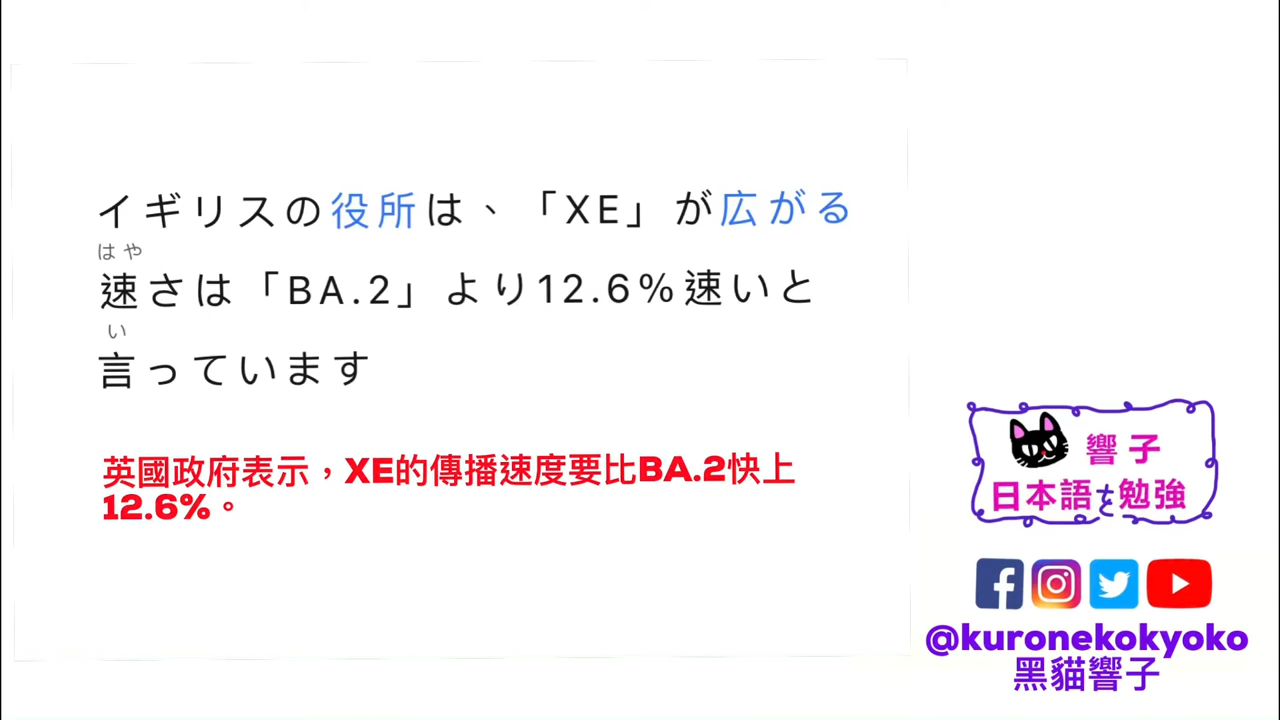 イギリスの役所は、「XE」が広がる
はや
速さは「BA.2」より12.6%速いと
い
言っています
英國政府表示，XE的傳播速度要比BA.2快上
12.6%。
響子
日本語を勉強
@kuronekokyoko
黑貓響子